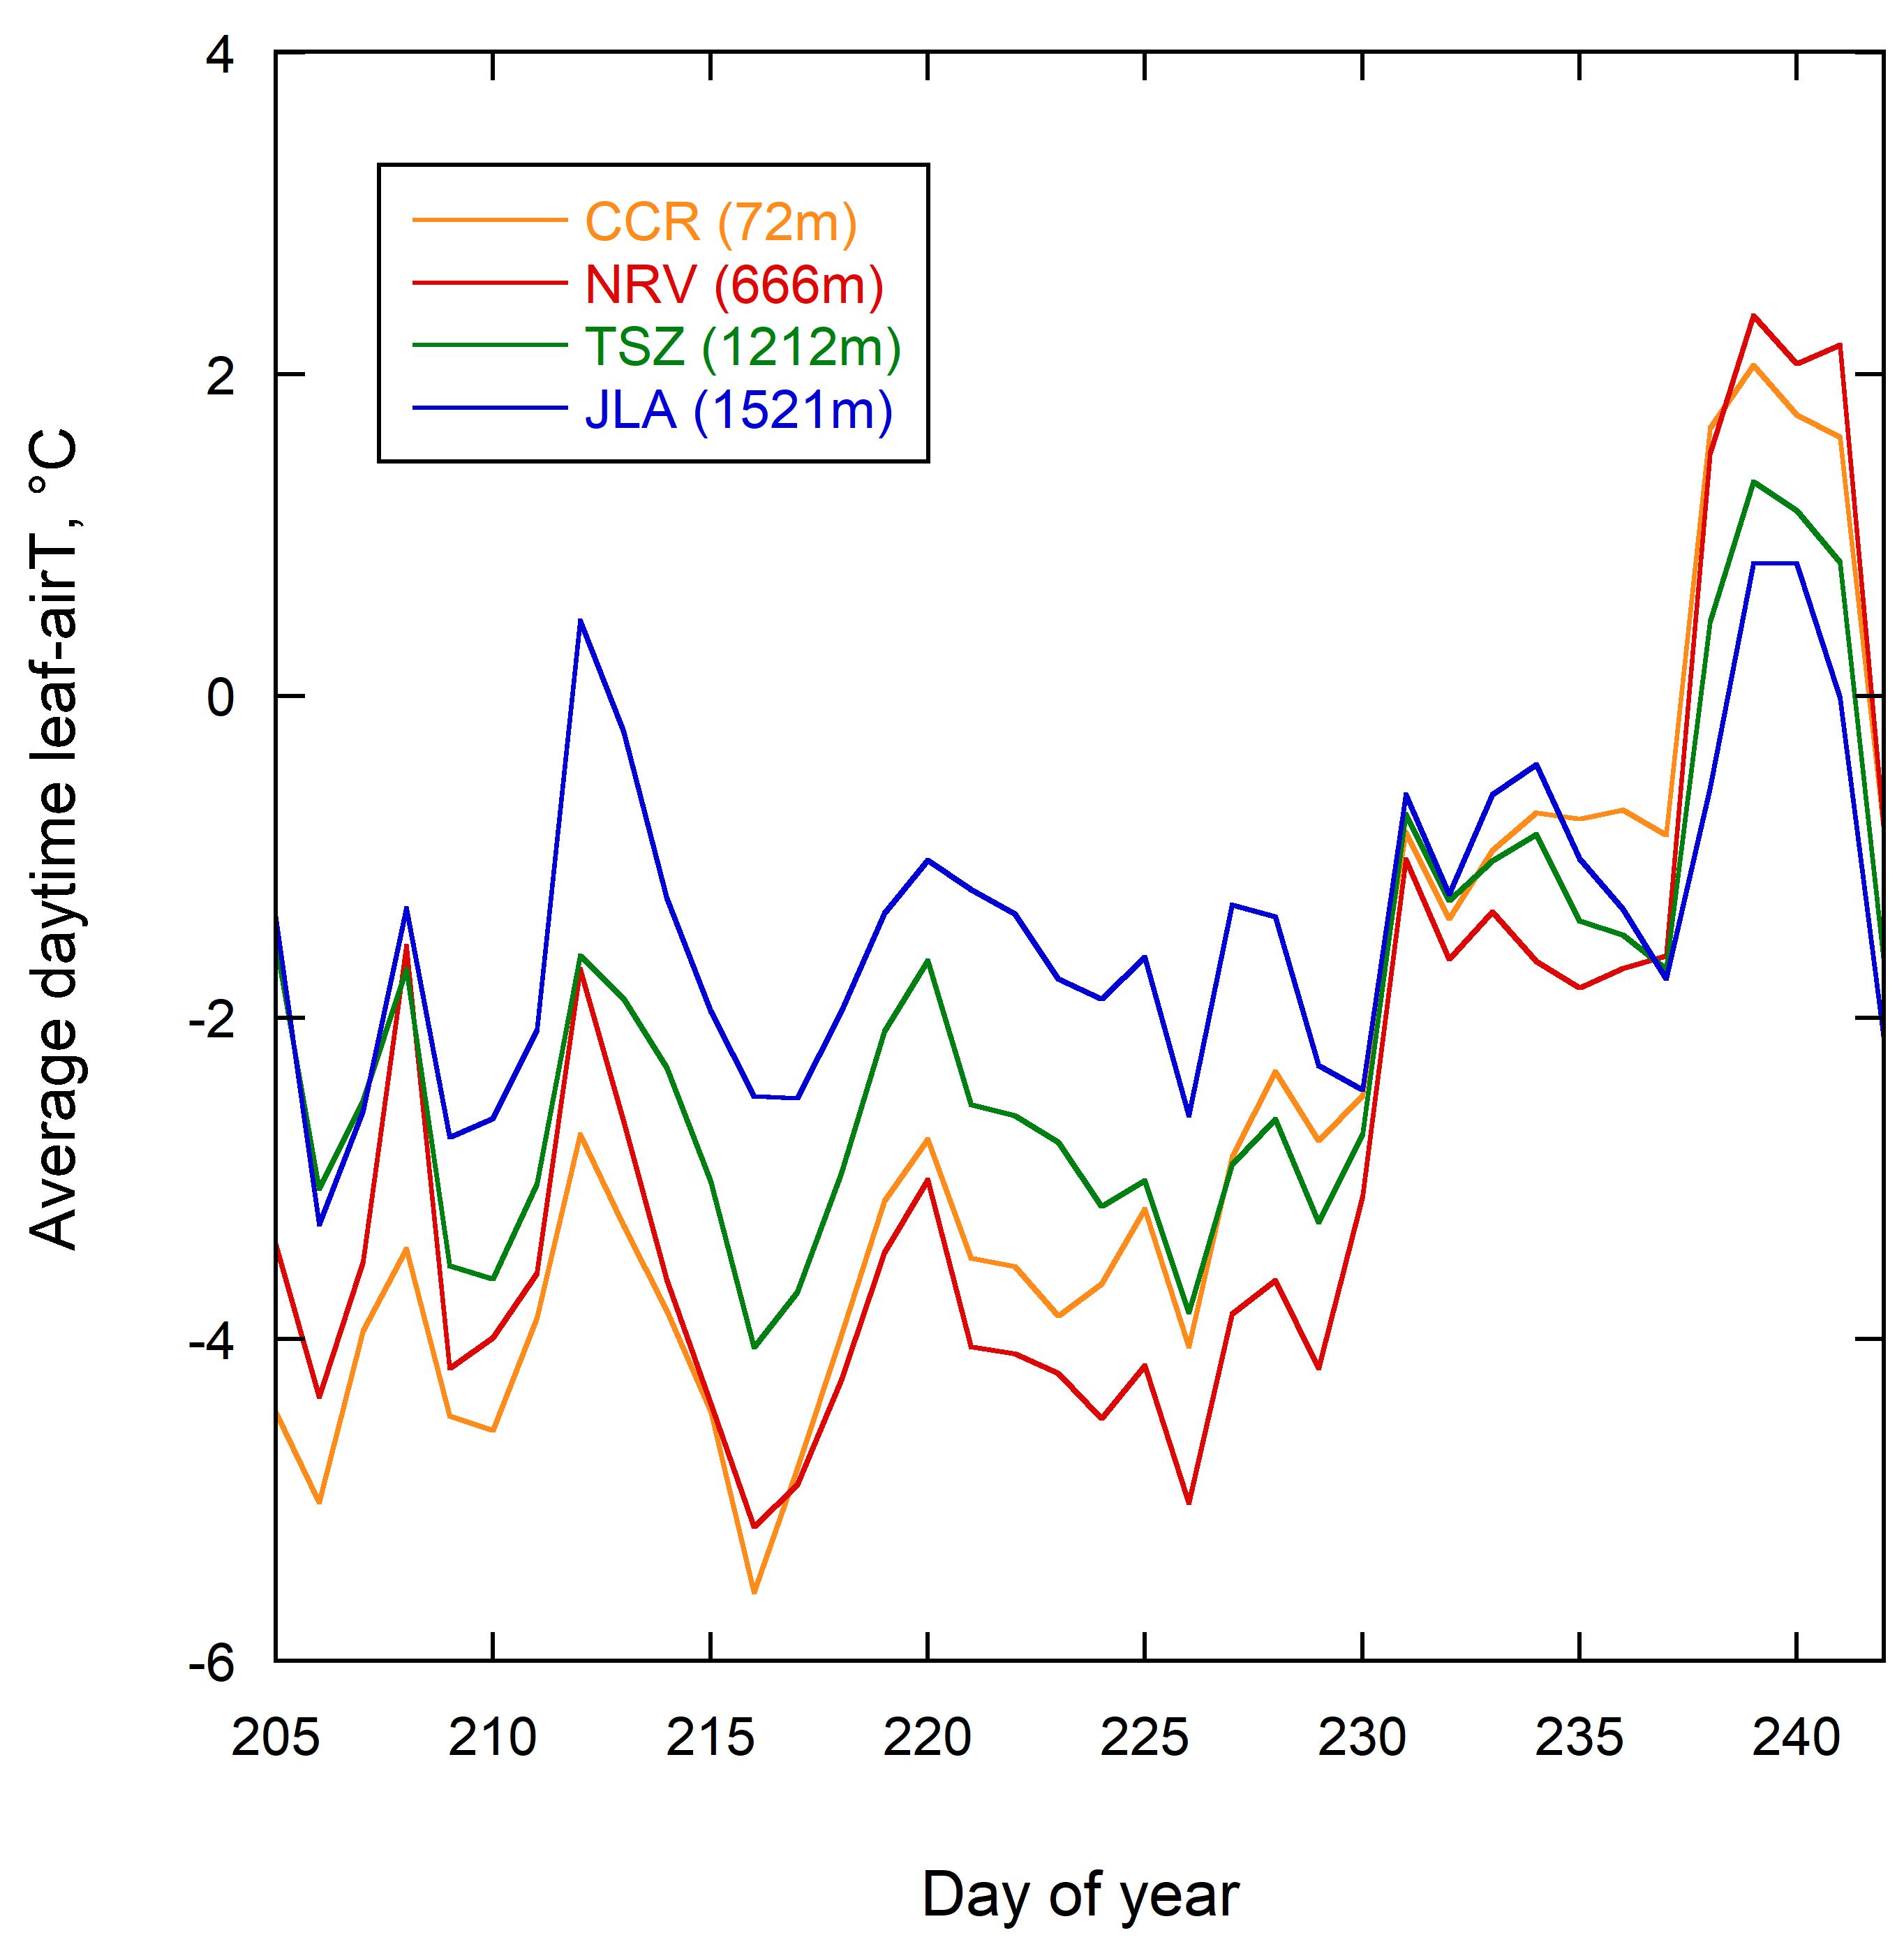 4
2
0
-2
-4
-6
Average daytime leaf-airT, °C
CCR (72m)
NRV (666m)
TSZ (1212m)
JLA (1521m)
205 210 215 220 225 230 235 240
Day of year